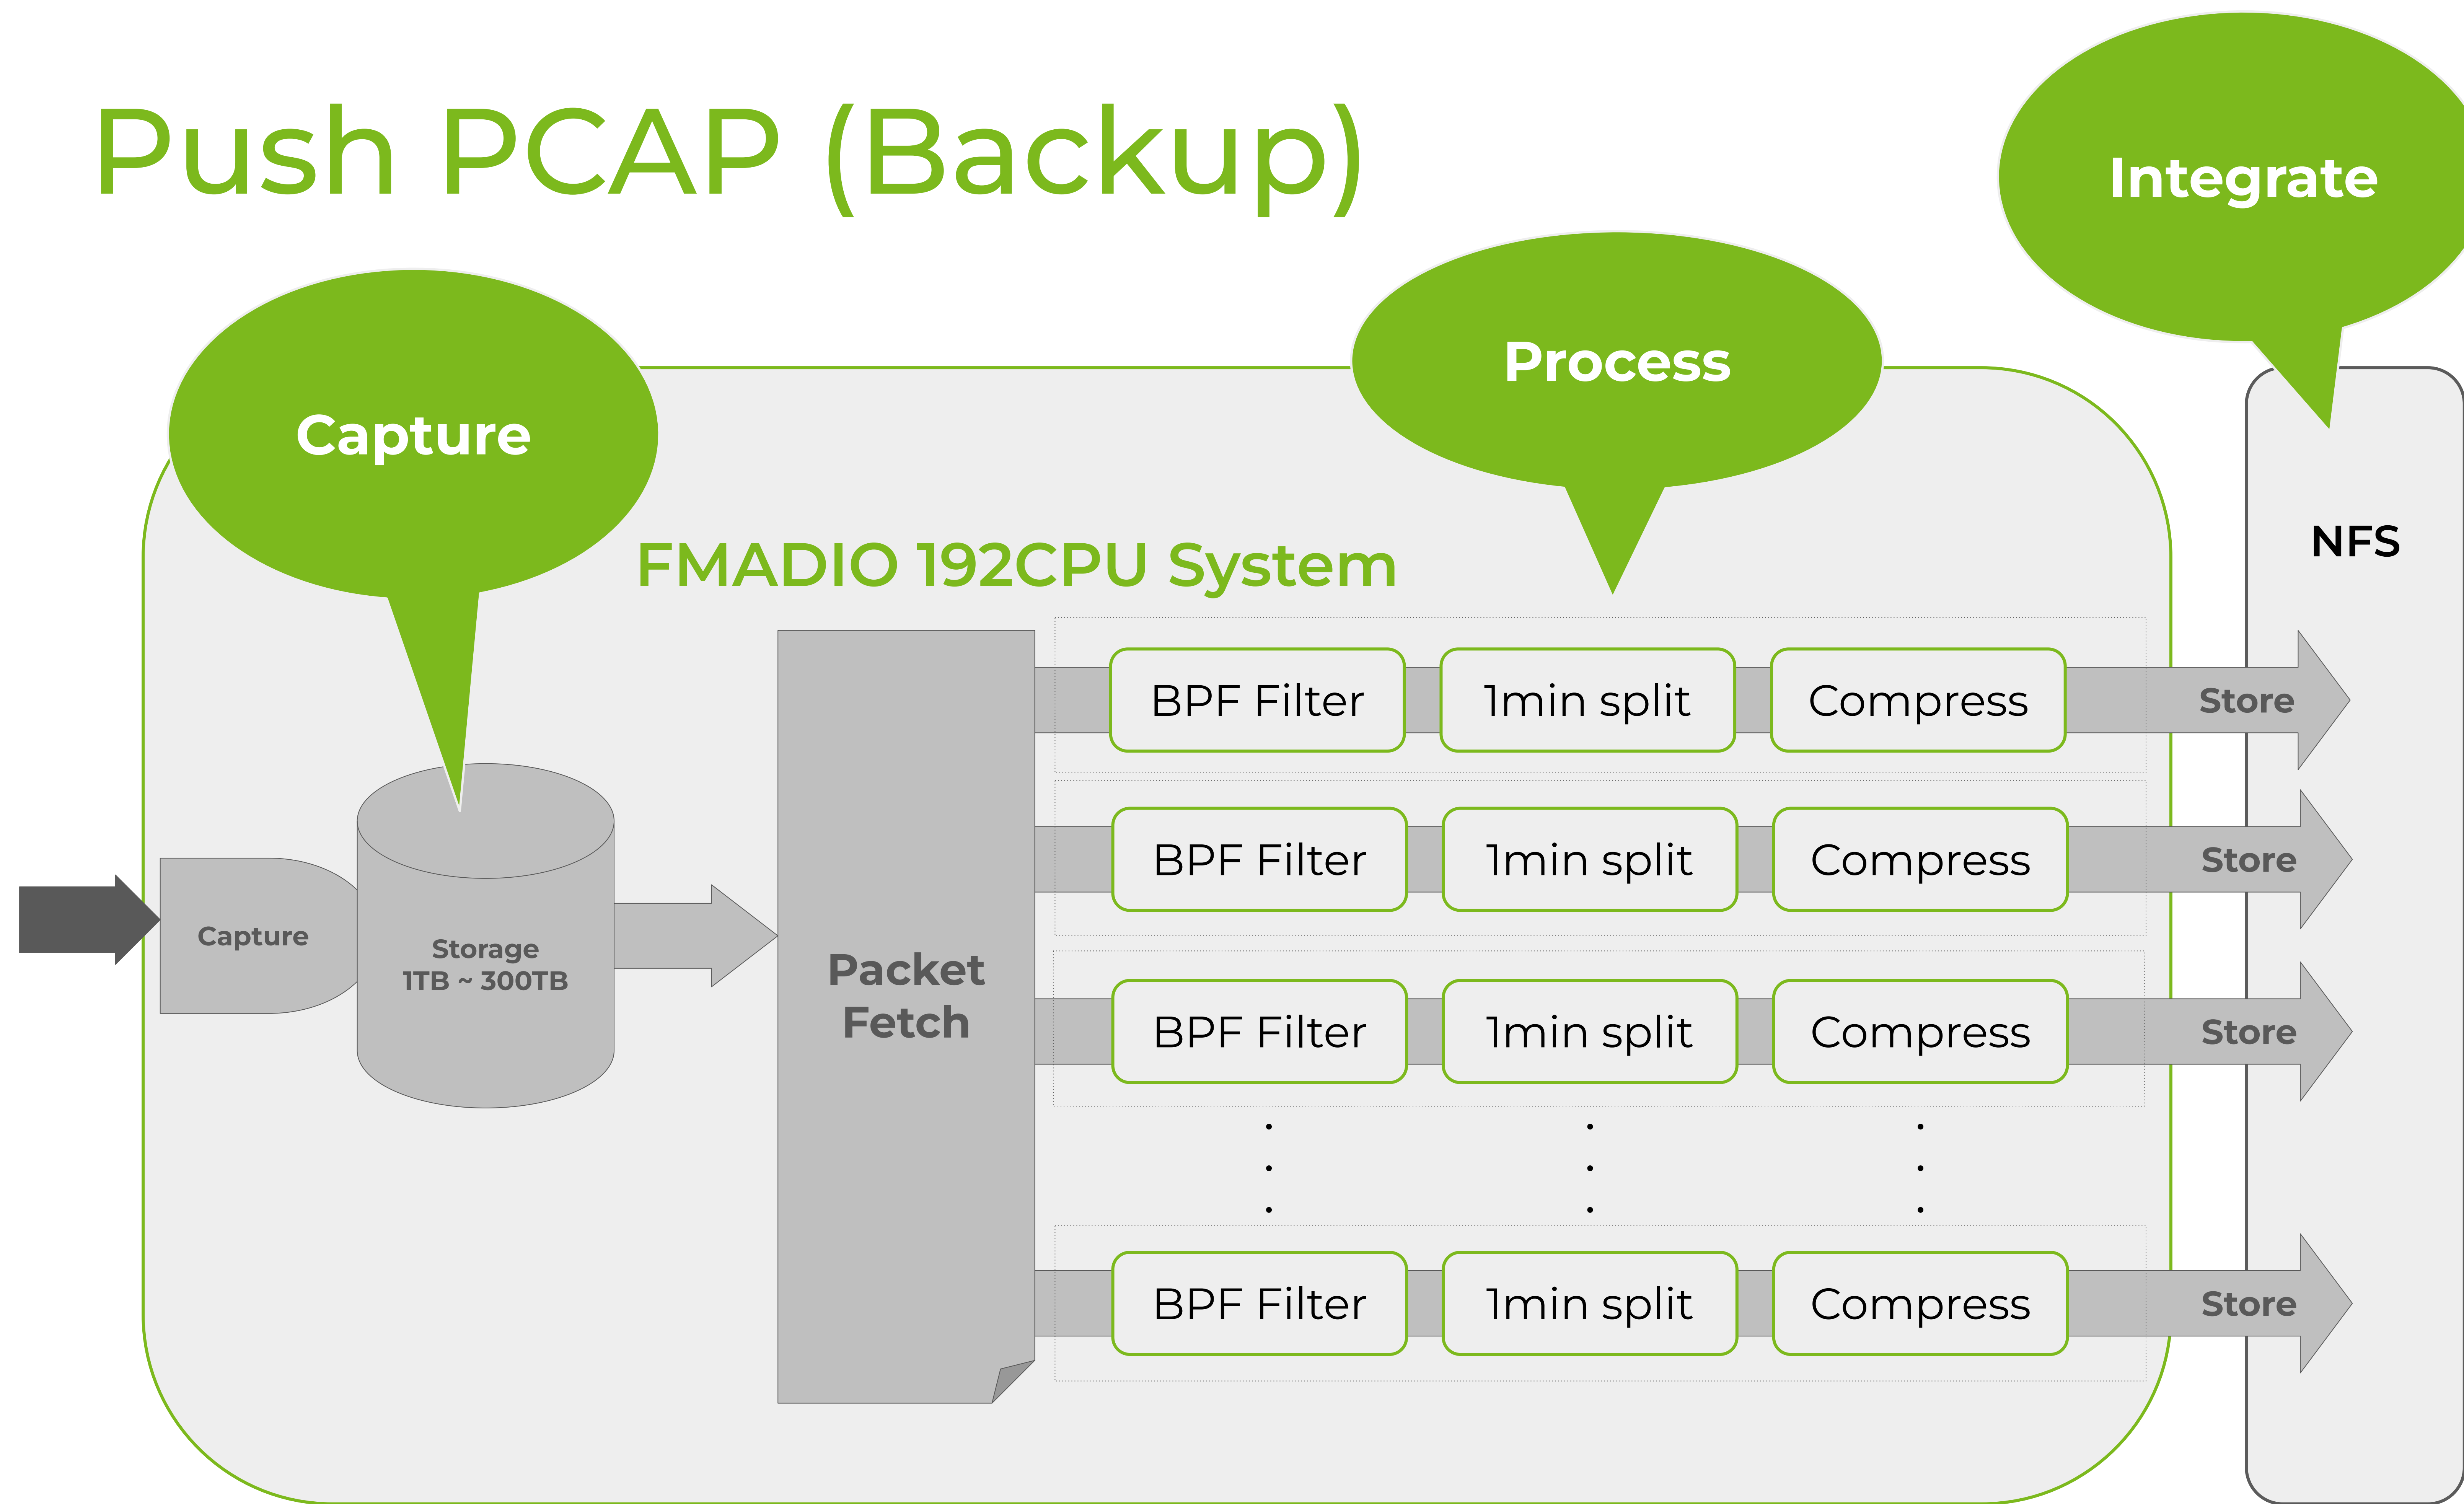 Push PCAP (Backup)
Integrate
Process
Capture
FMADIO 192CPU System
NFS
BPF Filter
1min split
Compress
Store
BPF Filter
1min split
Compress
Store
Capture
Storage
1TB ~ 300TB
Packet
Fetch
BPF Filter
1min split
Compress
Store
BPF Filter
1min split
Compress
Store